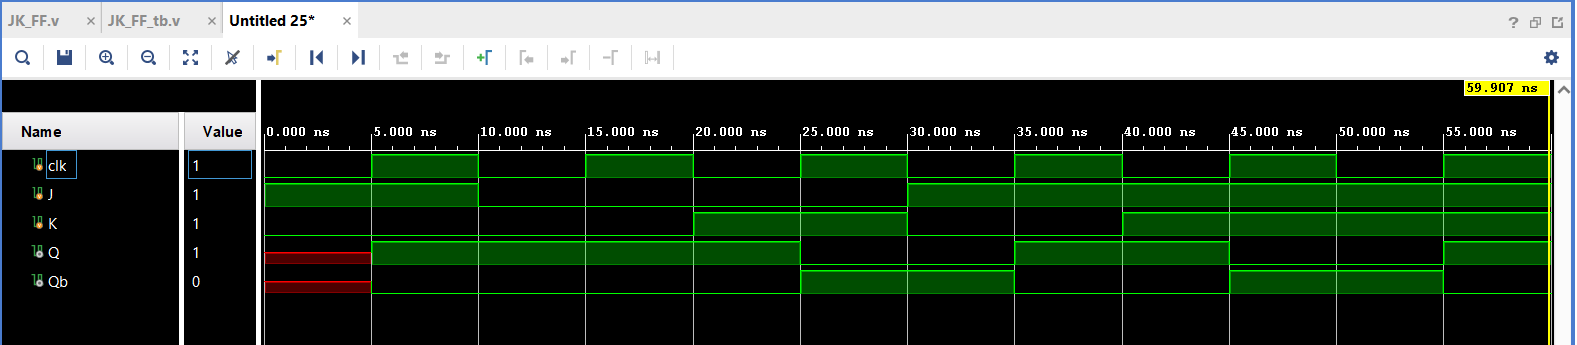 JK_FF.v × JK_FF_tb.v × Untitled 25* ×
?
59.907 ns
Name Value
0.000 ns 5.000 ns 10.000 ns 15.000 ns 20.000 ns 25.000 ns 30.000 ns 35.000 ns 40.000 ns 45.000 ns 50.000 ns 55.000 ns
clk 1
J 1
K 1
Q 1
Qb 0